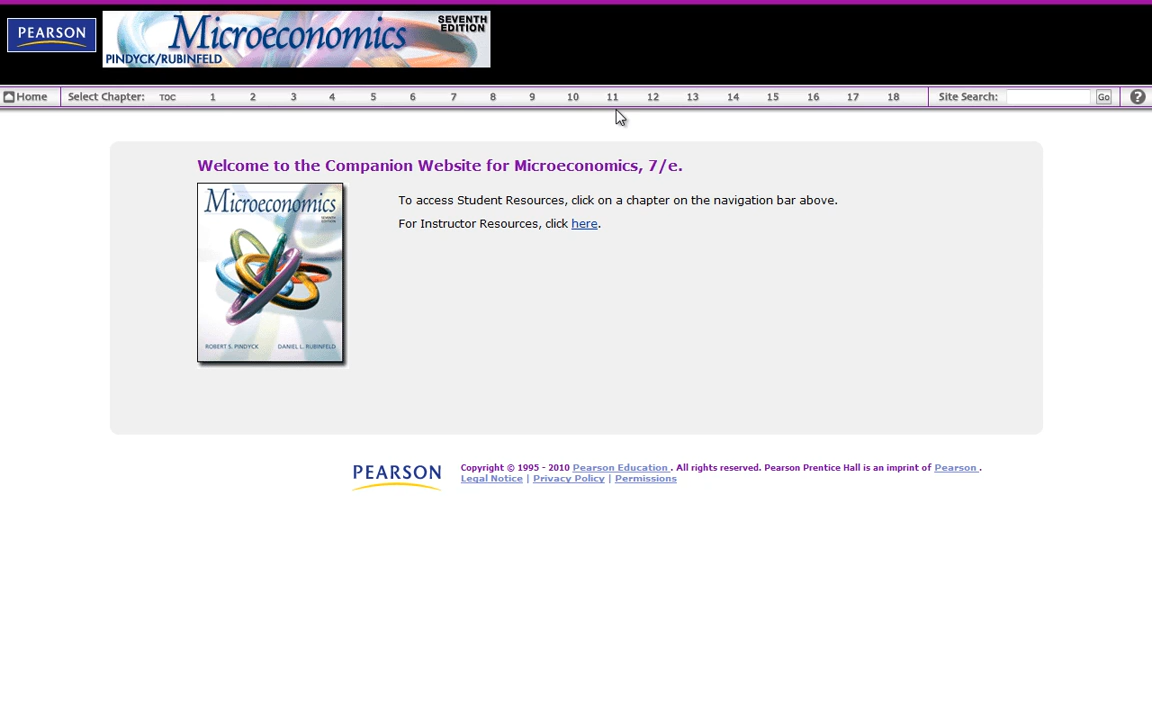 PEARSON
Microeconomics
SEVENTH
EDITION
PINDYCK/RUBINFELD
Home Select Chapter: TOC 1 2 3 4 5 6 7 8 9 10 11 12 13 14 15 16 17 18 Site Search: Go ?
Welcome to the Companion Website for Microeconomics, 7/e.
Microeconomics
SEVENTH
EDITION
ROBERT S. PINDYCK DANIEL L. RUBINFELD
To access Student Resources, click on a chapter on the navigation bar above.
For Instructor Resources, click here.
PEARSON
Copyright © 1995 - 2010 Pearson Education . All rights reserved. Pearson Prentice Hall is an imprint of Pearson .
Legal Notice | Privacy Policy | Permissions